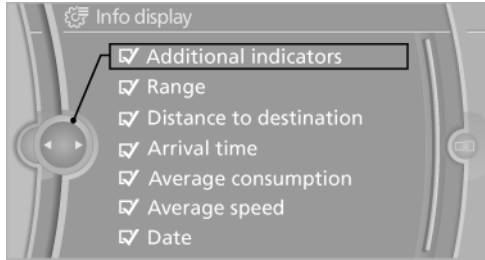 Info display
Additional indicators
Range
Distance to destination
Arrival time
Average consumption
Average speed
Date